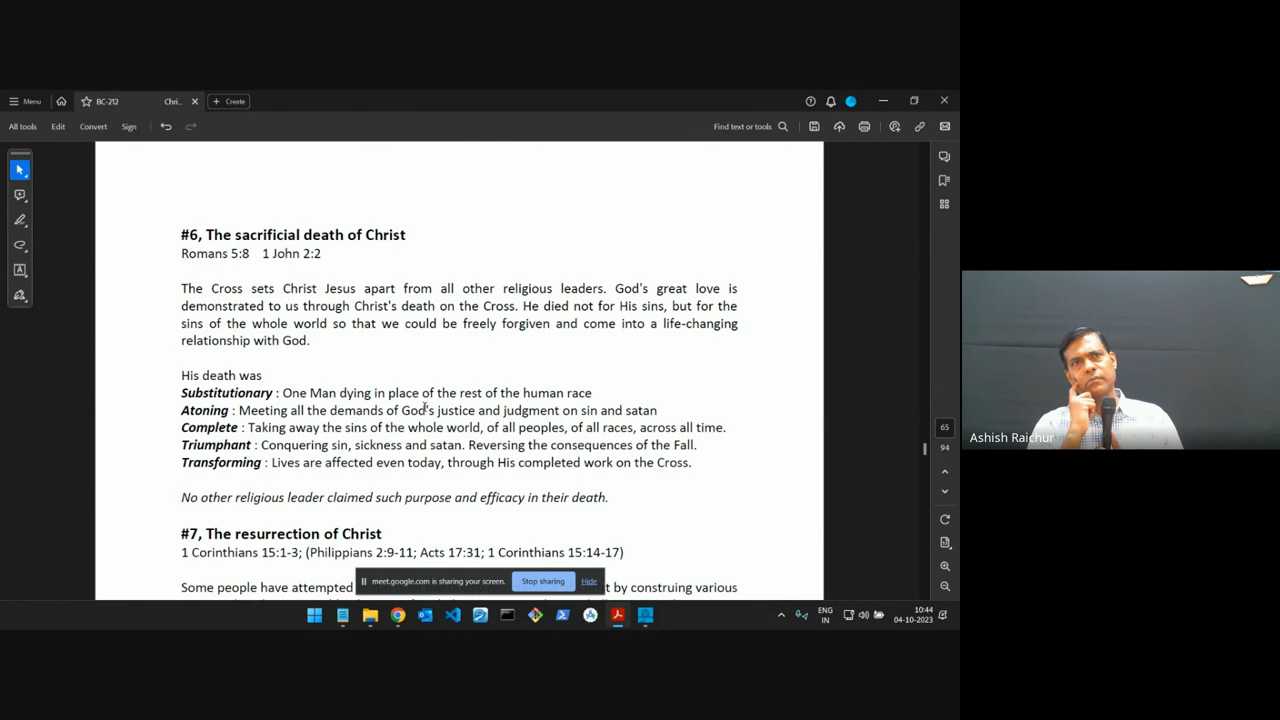 Menu
BC-212
Chri...
Create
All tools
Edit
Convert
Sign
Find text or tools
#6, The sacrificial death of Christ
Romans 5:8    1 John 2:2
The Cross sets Christ Jesus apart from all other religious leaders. God's great love is
demonstrated to us through Christ's death on the Cross. He died not for His sins, but for the
sins of the whole world so that we could be freely forgiven and come into a life-changing
relationship with God.
His death was
Substitutionary : One Man dying in place of the rest of the human race
Atoning : Meeting all the demands of God's justice and judgment on sin and satan
Complete : Taking away the sins of the whole world, of all peoples, of all races, across all time.
Triumphant : Conquering sin, sickness and satan. Reversing the consequences of the Fall.
Transforming : Lives are affected even today, through His completed work on the Cross.
No other religious leader claimed such purpose and efficacy in their death.
#7, The resurrection of Christ
1 Corinthians 15:1-3; (Philippians 2:9-11; Acts 17:31; 1 Corinthians 15:14-17)
Some people have attempted
t by construing various
meet.google.com is sharing your screen.
Stop sharing
Hide
65
94
Ashish Raichur
ENG
IN
10:44
04-10-2023